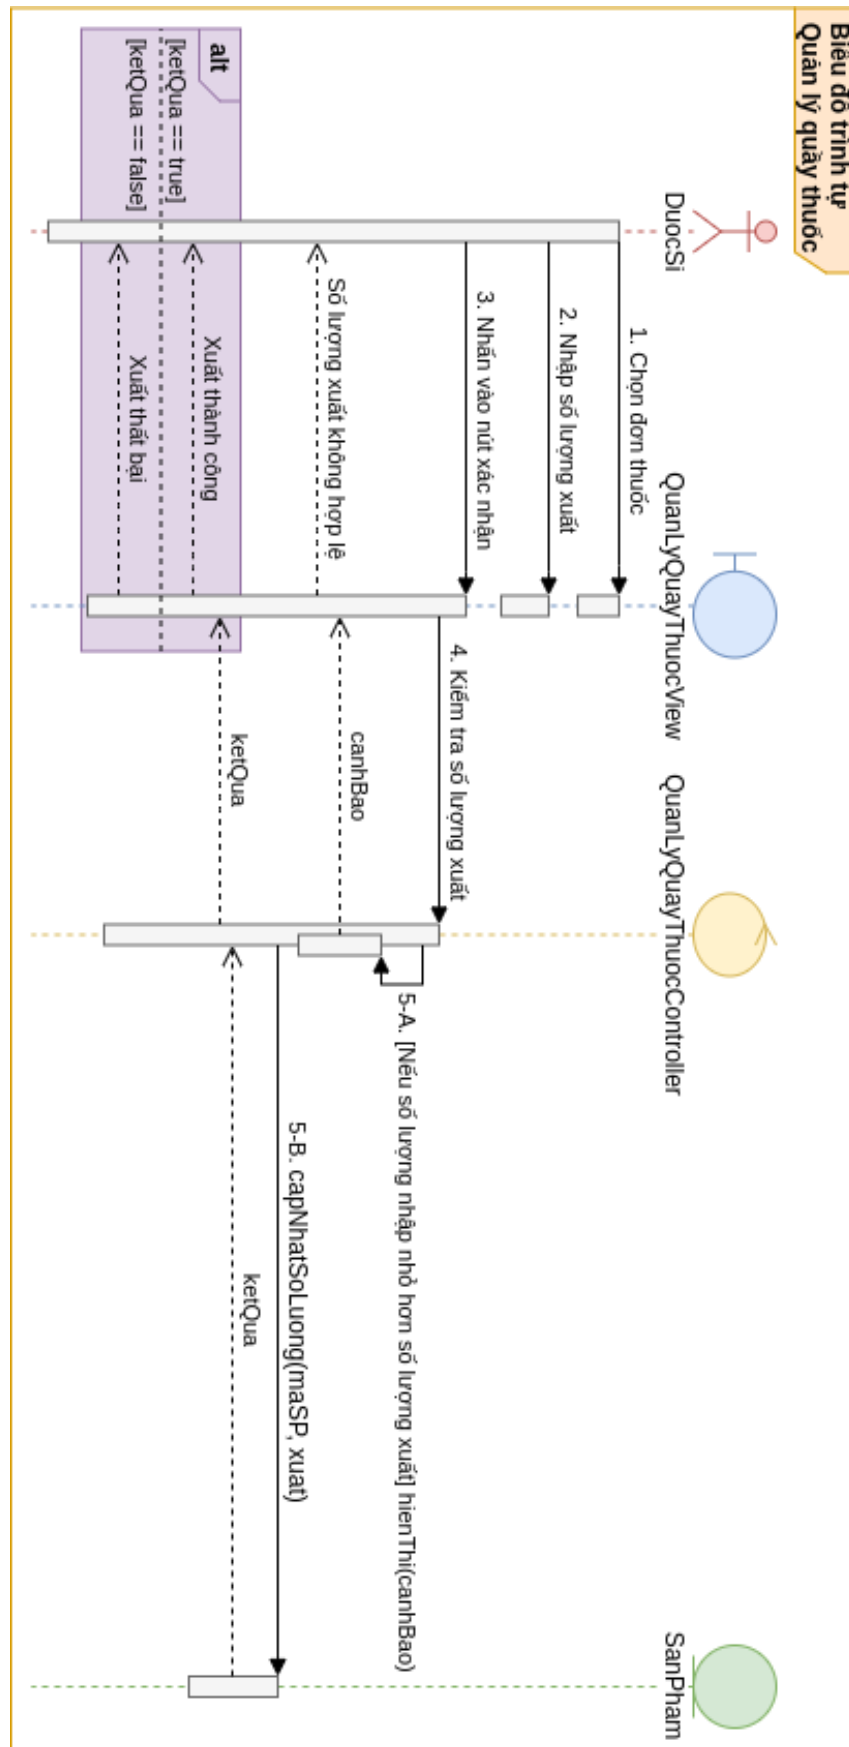 Biểu đồ trình tự
Quản lý quầy thuốc
DuocSi
QuanLyQuayThuocView
QuanLyQuayThuocController
SanPham
1. Chọn đơn thuốc
2. Nhập số lượng xuất
3. Nhấn vào nút xác nhận
4. Kiểm tra số lượng xuất
5-A. [Nếu số lượng nhập nhỏ hơn số lượng xuất] hienThi(canhBao)
canhBao
Số lượng xuất không hợp lệ
5-B. capNhatSoLuong(maSP, xuat)
ketQua
ketQua
alt
[ketQua == true]
Xuất thành công
[ketQua == false]
Xuất thất bại